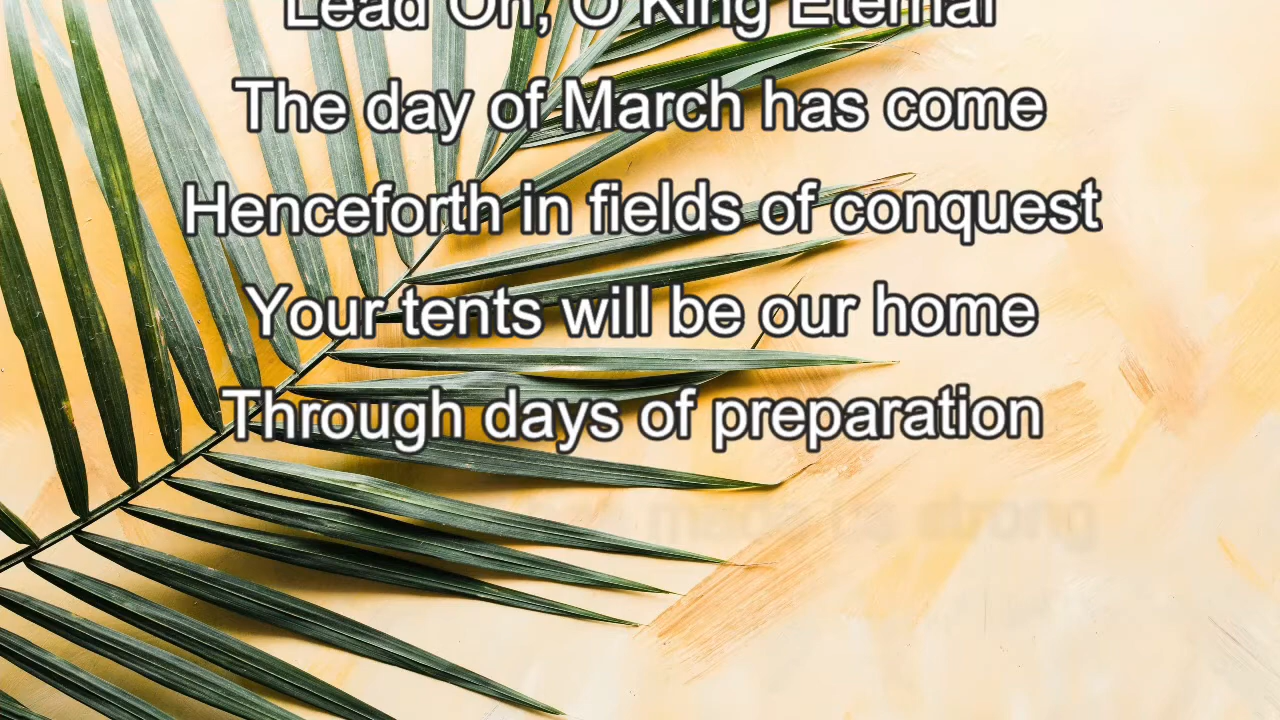 Lead On, O King Eternal
The day of March has come
Henceforth in fields of conquest
Your tents will be our home
Through days of preparation